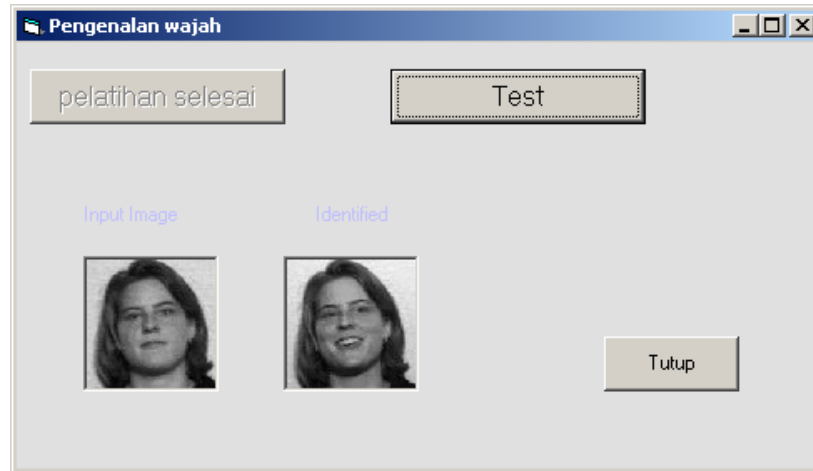 Pengenalan wajah
pelatihan selesai
Test
Input Image
Identified
Tutup